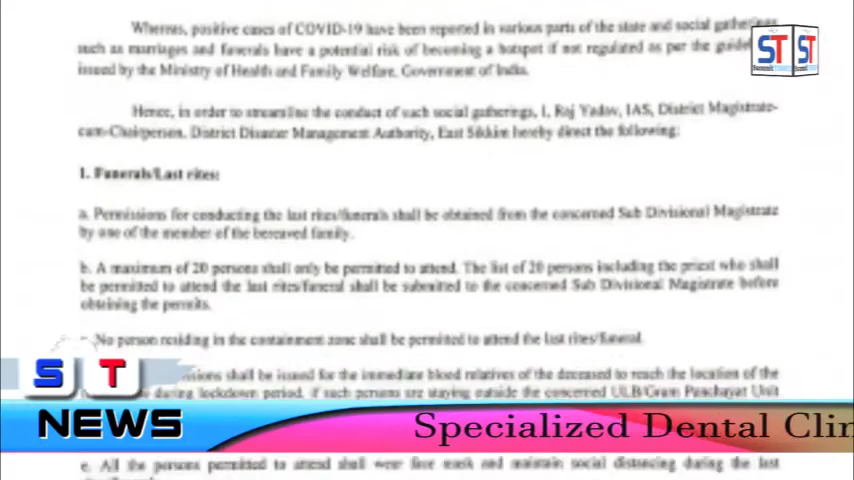 Whereas, positive cases of COVID-19 have been reported in various parts of the state and social gatherings
such as marriages and funerals have a potential risk of becoming a hotspot if not regulated as per the
issued by the Ministry of Health and Family Welfare, Government of India.
ST ST
Hence, in order to streamline the conduct of such social gatherings, I, Raj Yadav, IAS, District Magistrate-
cum-Chairperson, District Disaster Management Authority, East Sikkim hereby direct the following:
1. Funerals/Last rites:
a. Permissions for conducting the last rites/funerals shall be obtained from the concerned Sub Divisional Magistrate
by one of the member of the bereaved family.
b. A maximum of 20 persons shall only be permitted to attend. The list of 20 persons including the priest who shall
be permitted to attend the last rites/funeral shall be submitted to the concerned Sub Divisional Magistrate before
obtaining the permits.
No person residing in the containment zone shall be permitted to attend the last rites/funeral.
shall be issued for the immediate blood relatives of the deceased to reach the location of the
during lockdown period, if such persons are staying outside the concerned ULB/Gram Panchayat Unit
S T
NEWS
Specialized Dental Clin
e. All the persons permitted to attend shall wear face mask and maintain social distancing during the last